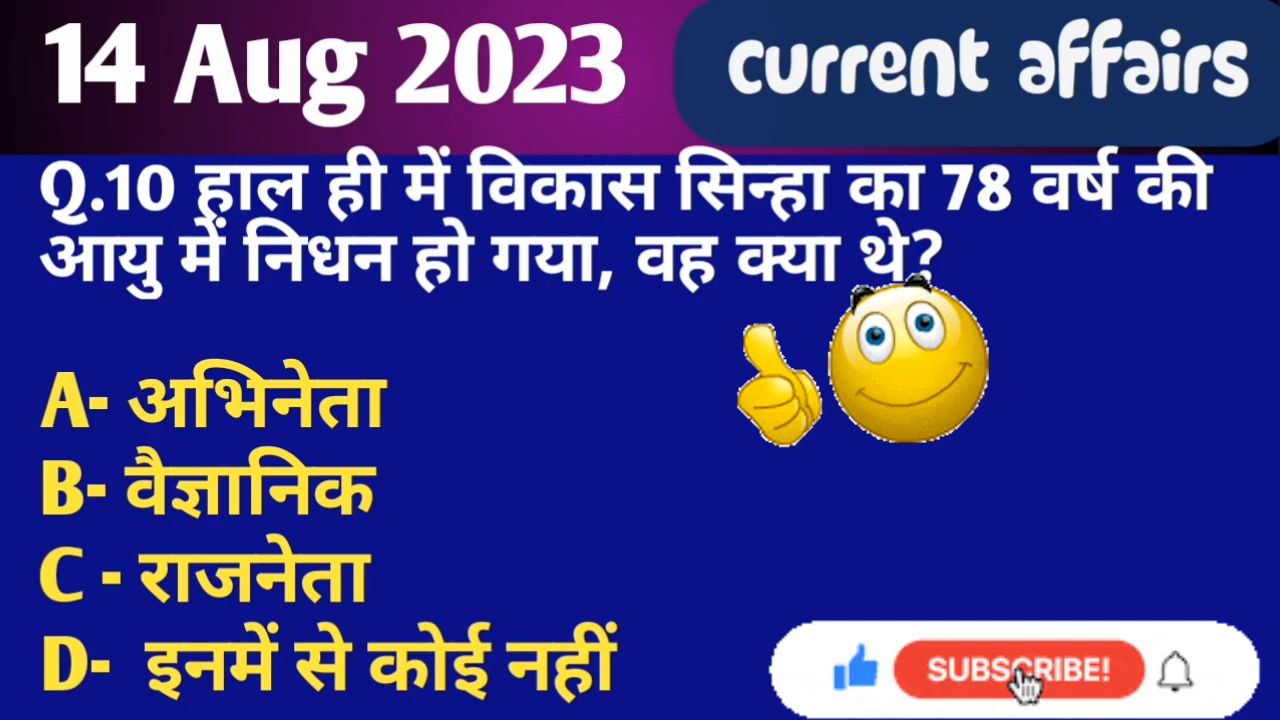 14 Aug 2023
current affairs
Q.10 हाल ही में विकास सिन्हा का 78 वर्ष की
आयु में निधन हो गया, वह क्या थे?
A- अभिनेता
B- वैज्ञानिक
C - राजनेता
D- इनमें से कोई नहीं
SUBSCRIBE!